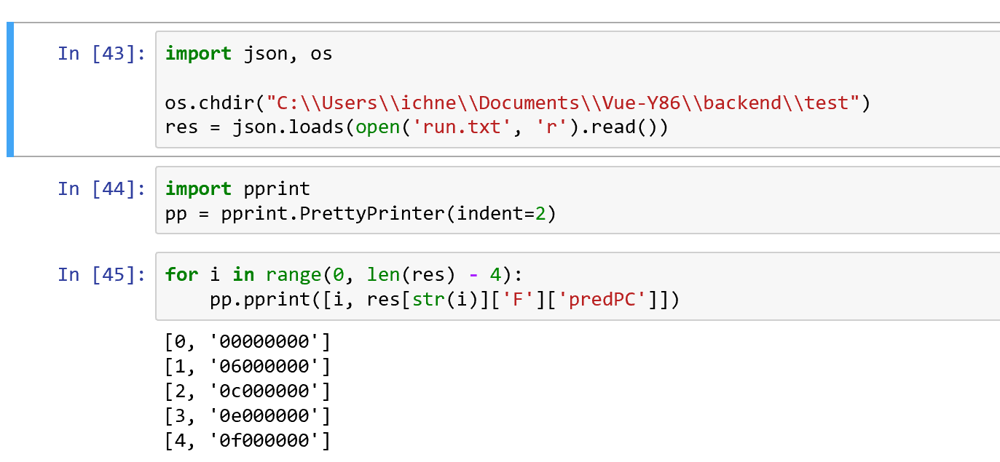 In [43]: import json, os
os.chdir("C:\\Users\\ichne\\Documents\\Vue-Y86\\backend\\test")
res = json.loads(open('run.txt', 'r').read())
In [44]: import pprint
pp = pprint.PrettyPrinter(indent=2)
In [45]: for i in range(0, len(res) - 4):
    pp.pprint([i, res[str(i)]['F']['predPC']])
[0, '00000000']
[1, '06000000']
[2, '0c000000']
[3, '0e000000']
[4, '0f000000']